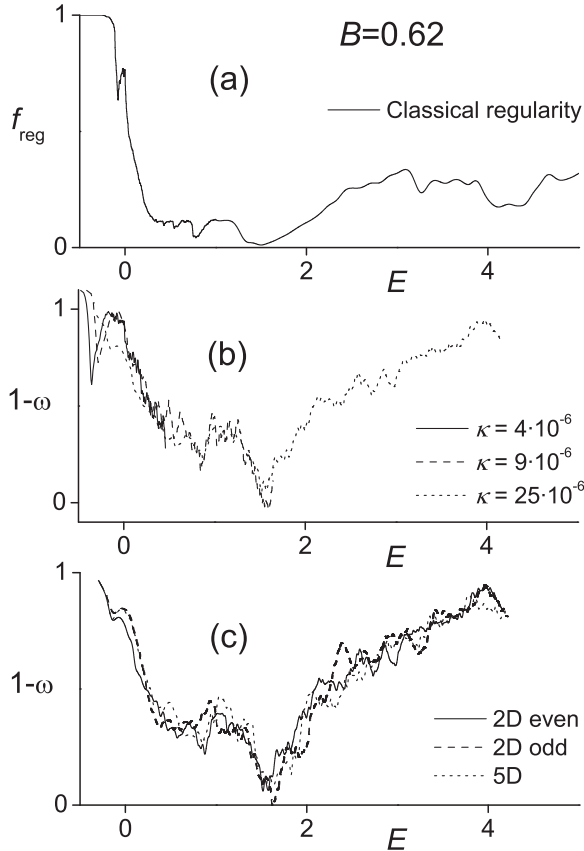 B=0.62
1
(a)
Classical regularity
f_reg
0
0 2 4
E
1
(b)
1-ω
κ = 4·10⁻⁶
κ = 9·10⁻⁶
κ = 25·10⁻⁶
0
0 2 4
E
1
(c)
1-ω
2D even
2D odd
5D
0
0 2 4
E